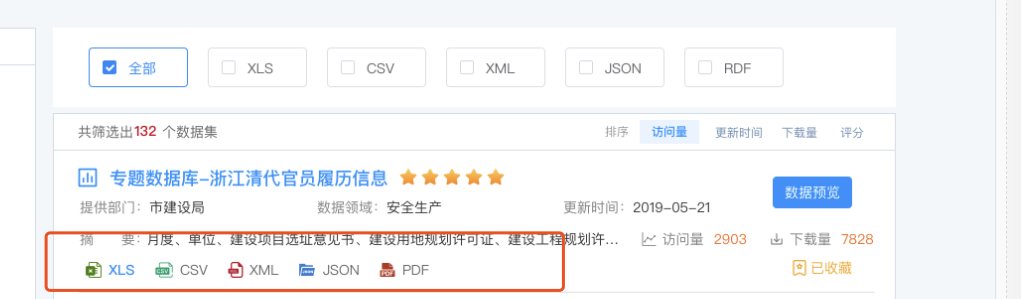 全部 XLS CSV XML JSON RDF
共筛选出132 个数据集 排序 访问量 更新时间 下载量 评分
专题数据库–浙江清代官员履历信息
数据预览
提供部门：市建设局 数据领域：安全生产 更新时间：2019–05–21
摘 要：月度、单位、建设项目选址意见书、建设用地规划许可证、建设工程规划许… 访问量 2903 下载量 7828
XLS CSV XML JSON PDF 已收藏